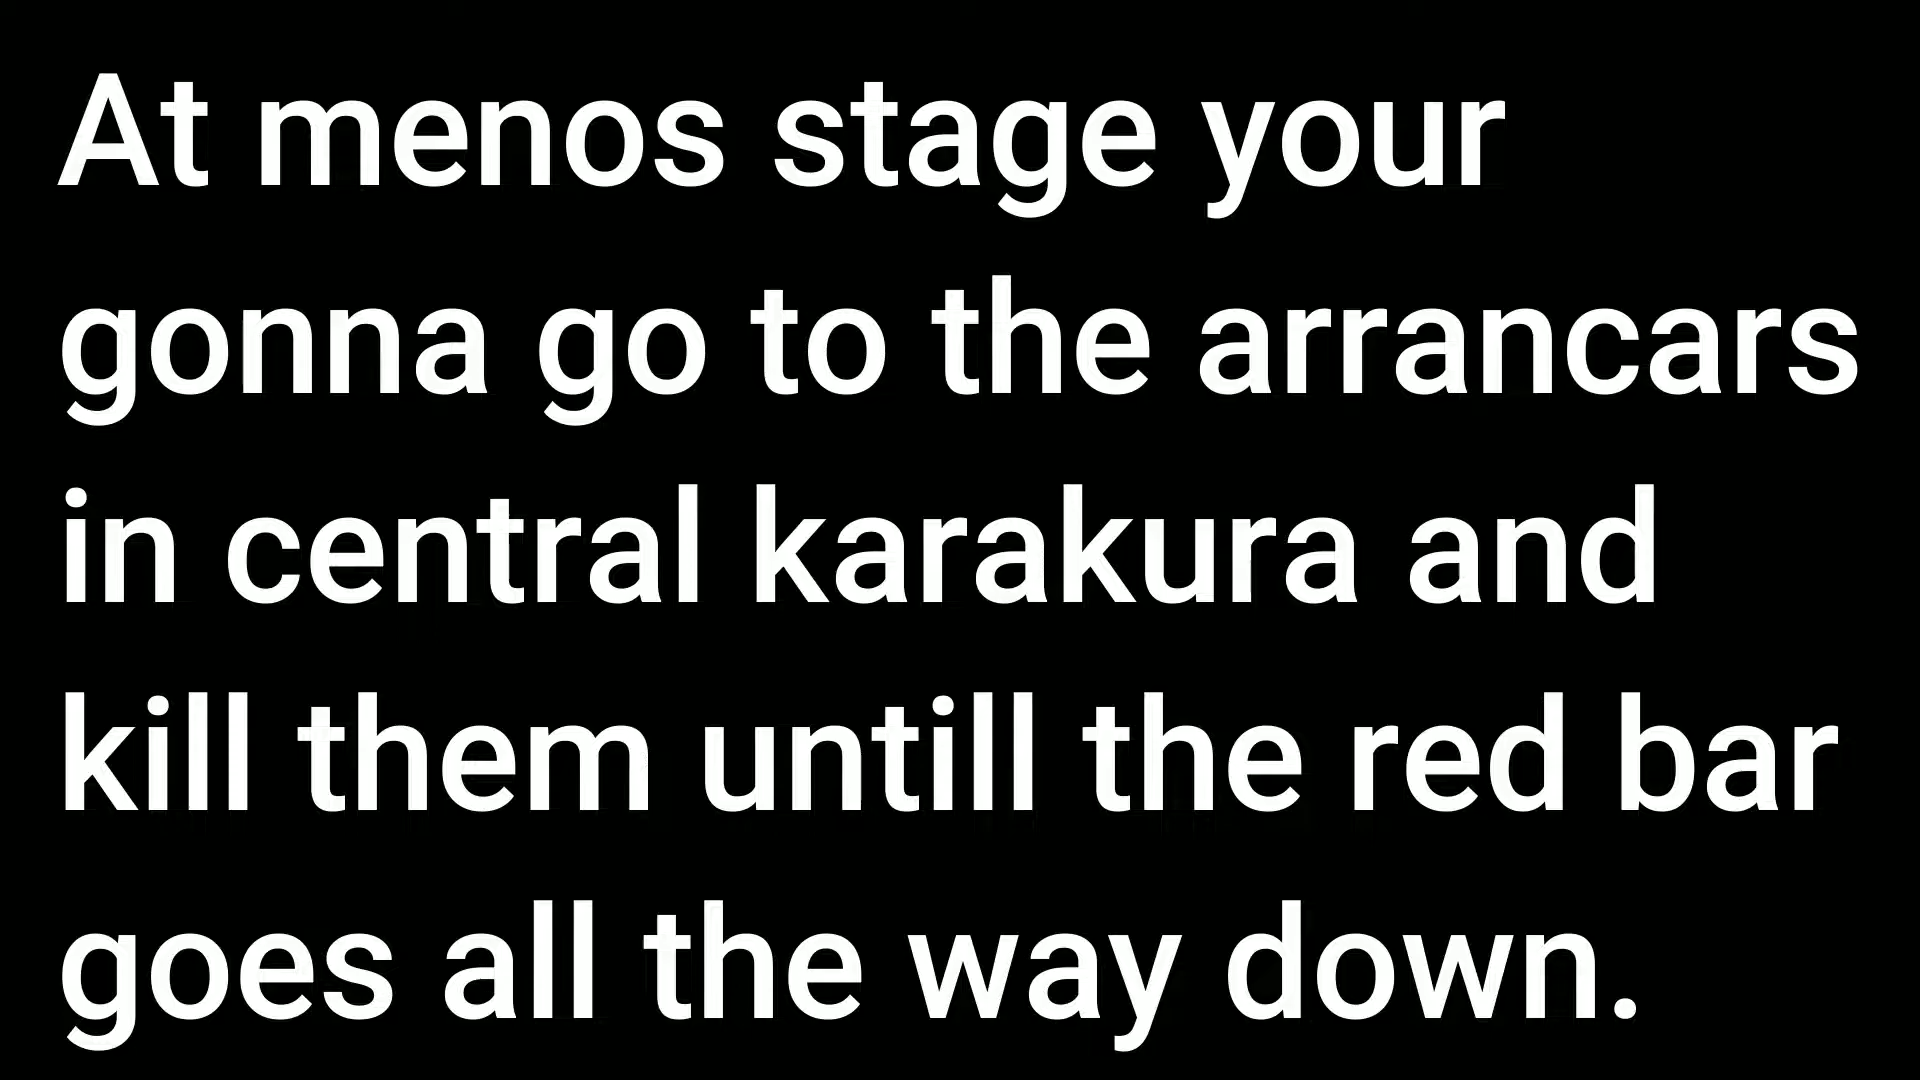 At menos stage your
gonna go to the arrancars
in central karakura and
kill them untill the red bar
goes all the way down.